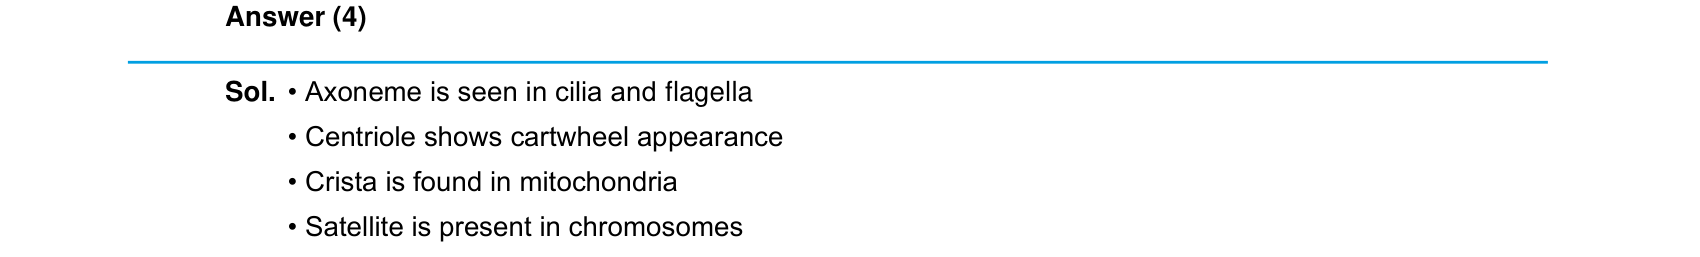 Answer (4)
Sol. • Axoneme is seen in cilia and flagella
• Centriole shows cartwheel appearance
• Crista is found in mitochondria
• Satellite is present in chromosomes